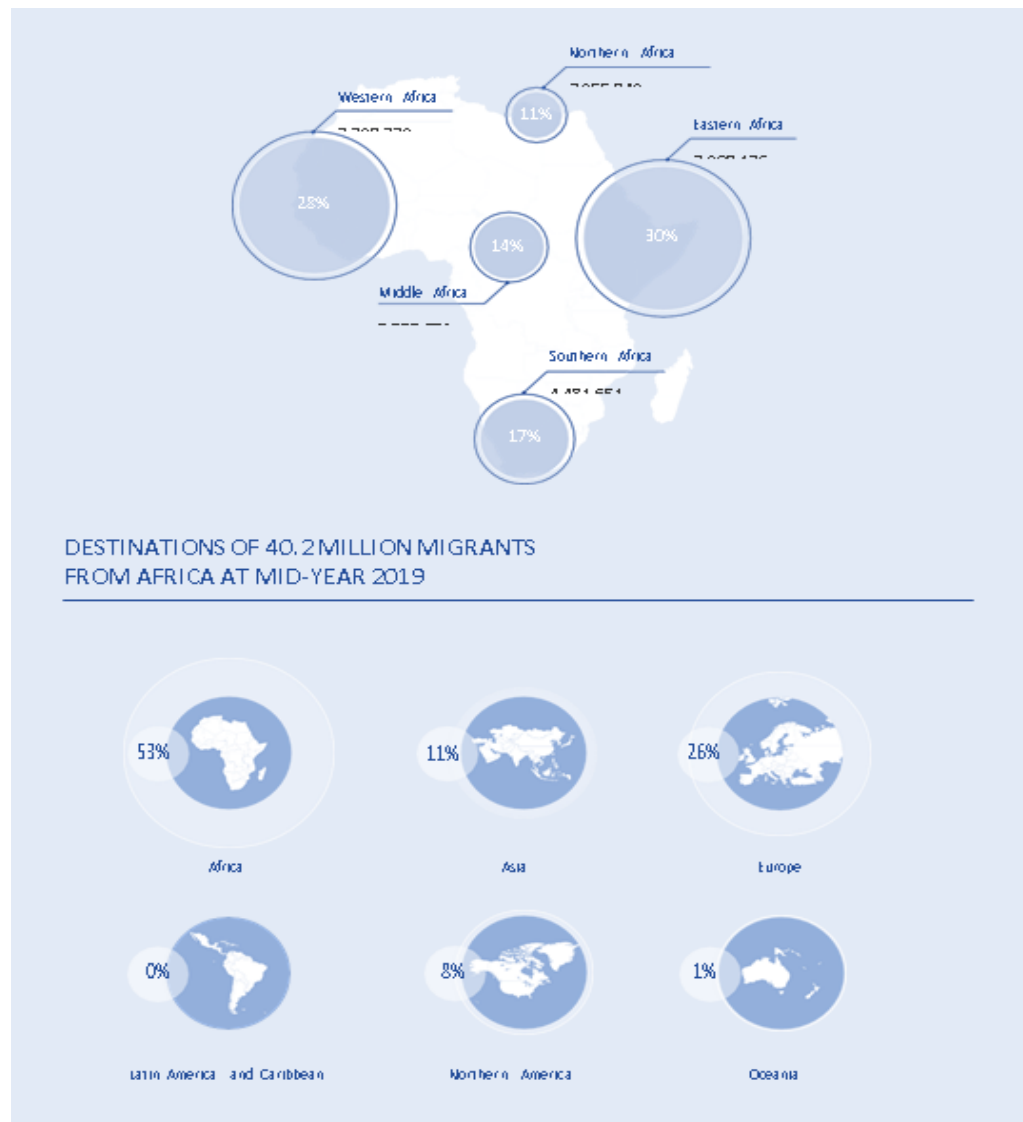 Northern Africa
11%
Western Africa
28%
Eastern Africa
30%
14%
Middle Africa
Southern Africa
17%
DESTINATIONS OF 40.2 MILLION MIGRANTS
FROM AFRICA AT MID-YEAR 2019
53%
11%
26%
Africa
Asia
Europe
0%
8%
1%
Latin America and Caribbean
Northern America
Oceania